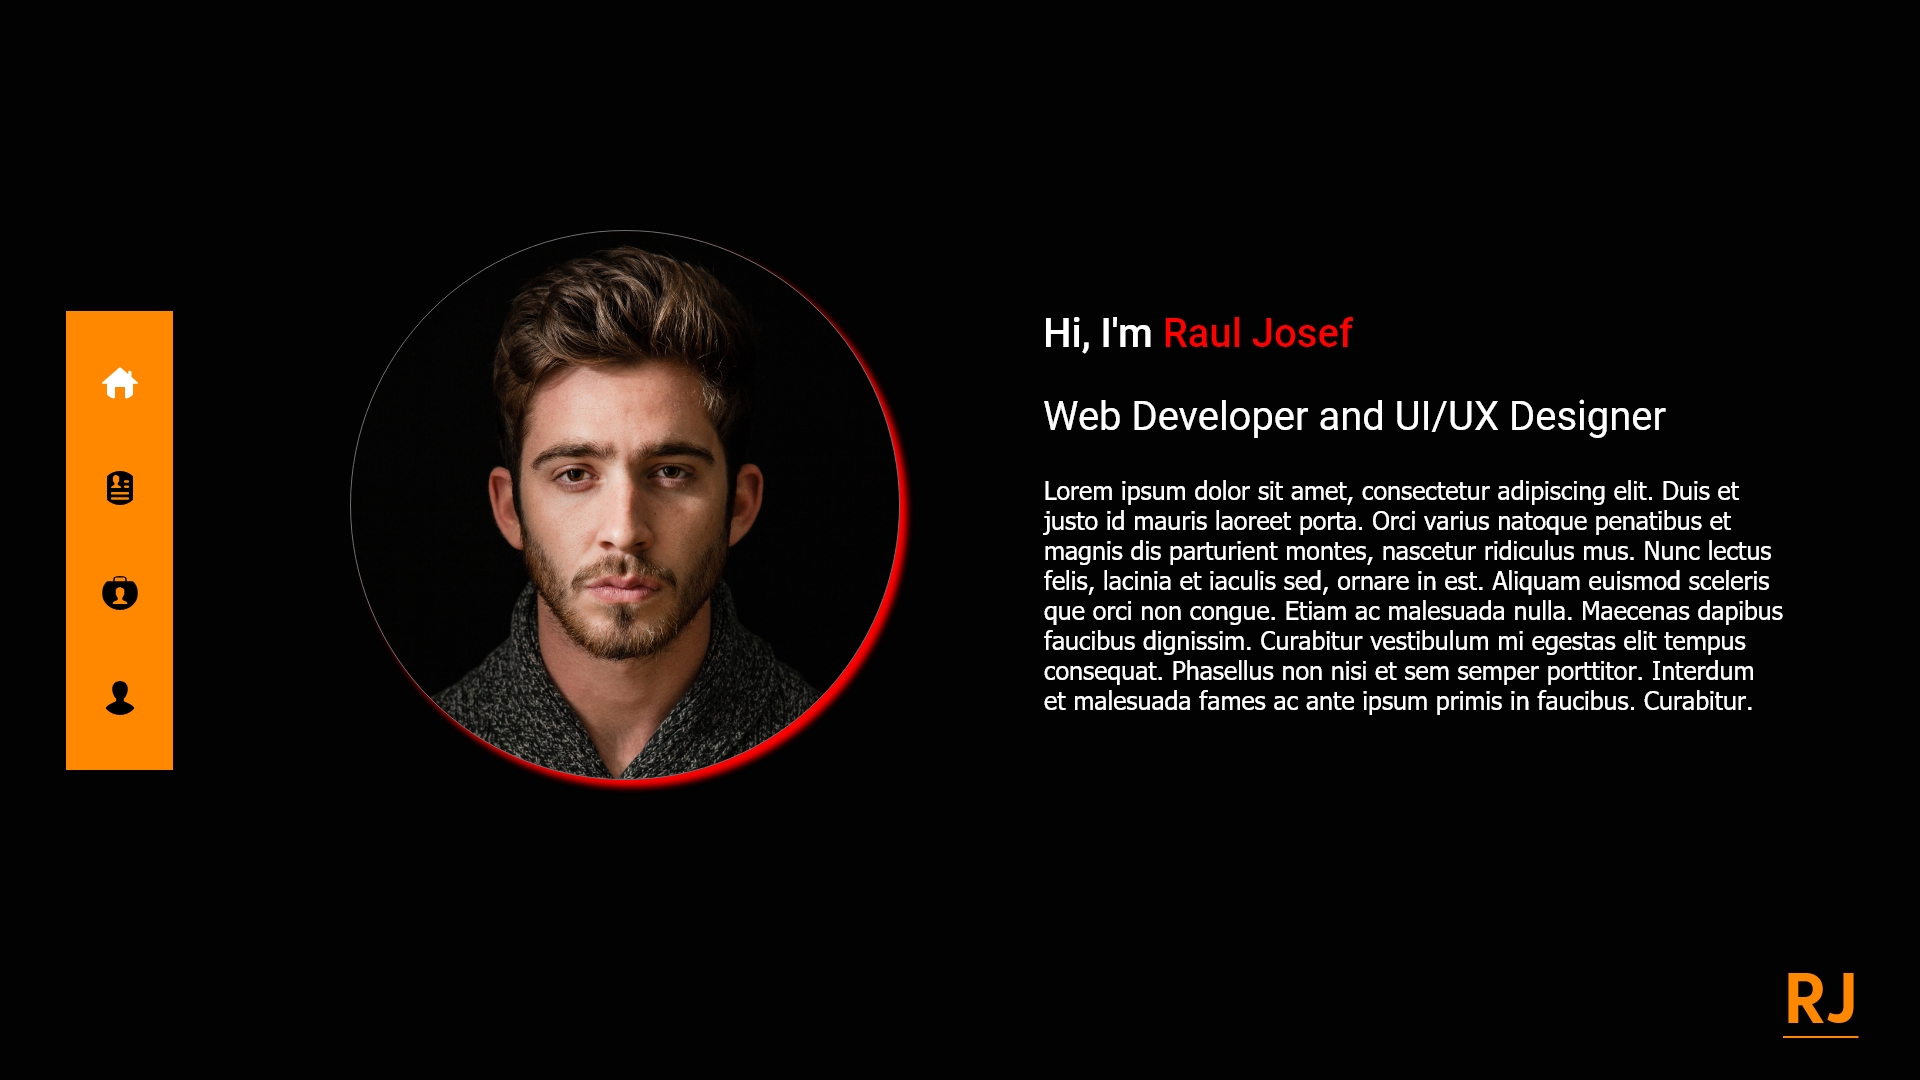 Hi, I'm Raul Josef
Web Developer and UI/UX Designer
Lorem ipsum dolor sit amet, consectetur adipiscing elit. Duis et
justo id mauris laoreet porta. Orci varius natoque penatibus et
magnis dis parturient montes, nascetur ridiculus mus. Nunc lectus
felis, lacinia et iaculis sed, ornare in est. Aliquam euismod sceleris
que orci non congue. Etiam ac malesuada nulla. Maecenas dapibus
faucibus dignissim. Curabitur vestibulum mi egestas elit tempus
consequat. Phasellus non nisi et sem semper porttitor. Interdum
et malesuada fames ac ante ipsum primis in faucibus. Curabitur.
RJ